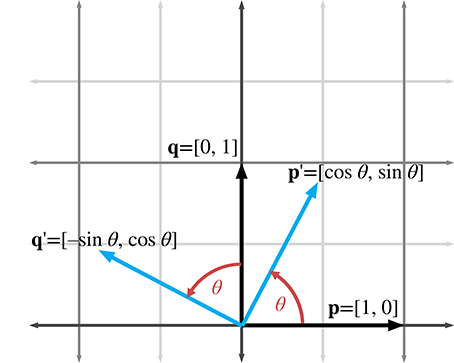 q=[0, 1]
p'=[cos θ, sin θ]
q'=[–sin θ, cos θ]
θ
θ
p=[1, 0]